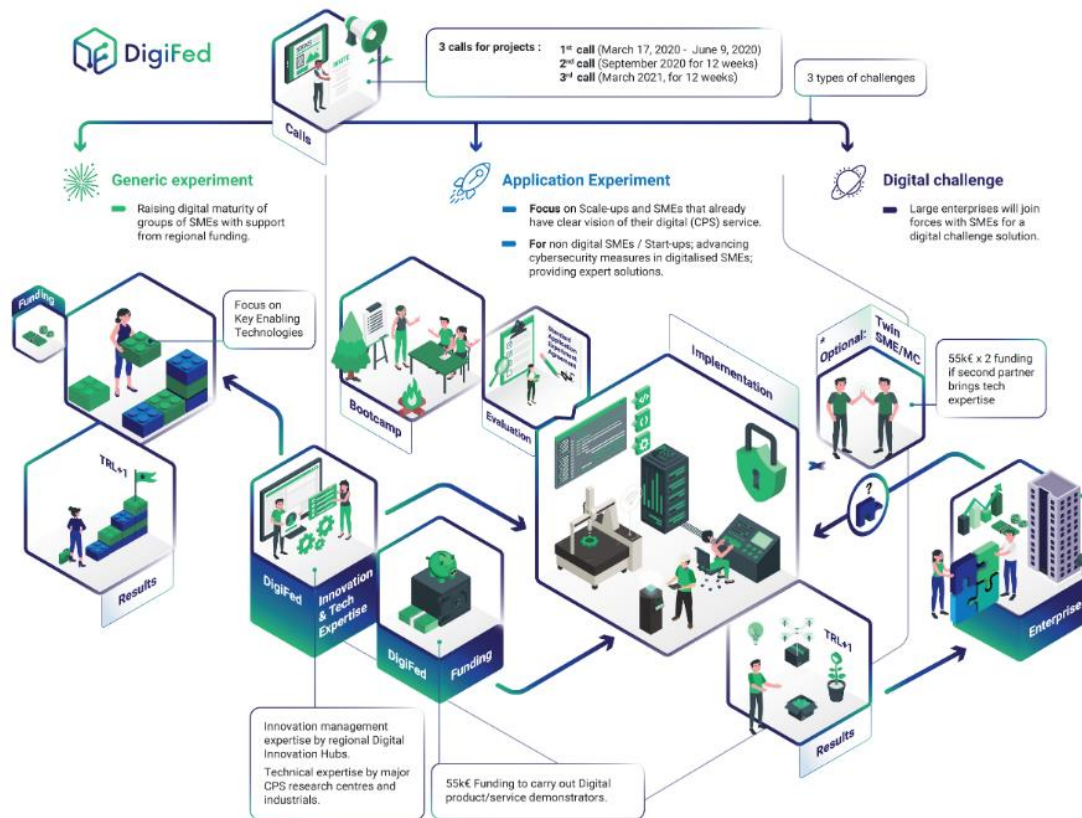 DigiFed
3 calls for projects :
1st call (March 17, 2020 - June 9, 2020)
2nd call (September 2020 for 12 weeks)
3rd call (March 2021, for 12 weeks)
3 types of challenges
Calls
Generic experiment
Raising digital maturity
of groups of SMEs with support
from regional funding.
Application Experiment
Focus on Scale-ups and SMEs that already
have clear vision of their digital (CPS) service.
For non digital SMEs / Start-ups; advancing
cybersecurity measures in digitalised SMEs;
providing expert solutions.
Digital challenge
Large enterprises will join
forces with SMEs for a
digital challenge solution.
Funding
Focus on
Key Enabling
Technologies
Bootcamp
Standard
Application
Experiment
Agreement
Evaluation
Implementation
* Optional:
Twin
SME/MC
55k€ x 2 funding
if second partner
brings tech
expertise
TRL+1
Results
DigiFed
Innovation
& Tech
Expertise
DigiFed
Funding
?
Enterprise
TRL+1
Results
Innovation management
expertise by regional Digital
Innovation Hubs.
Technical expertise by major
CPS research centres and
industrials.
55k€ Funding to carry out Digital
product/service demonstrators.